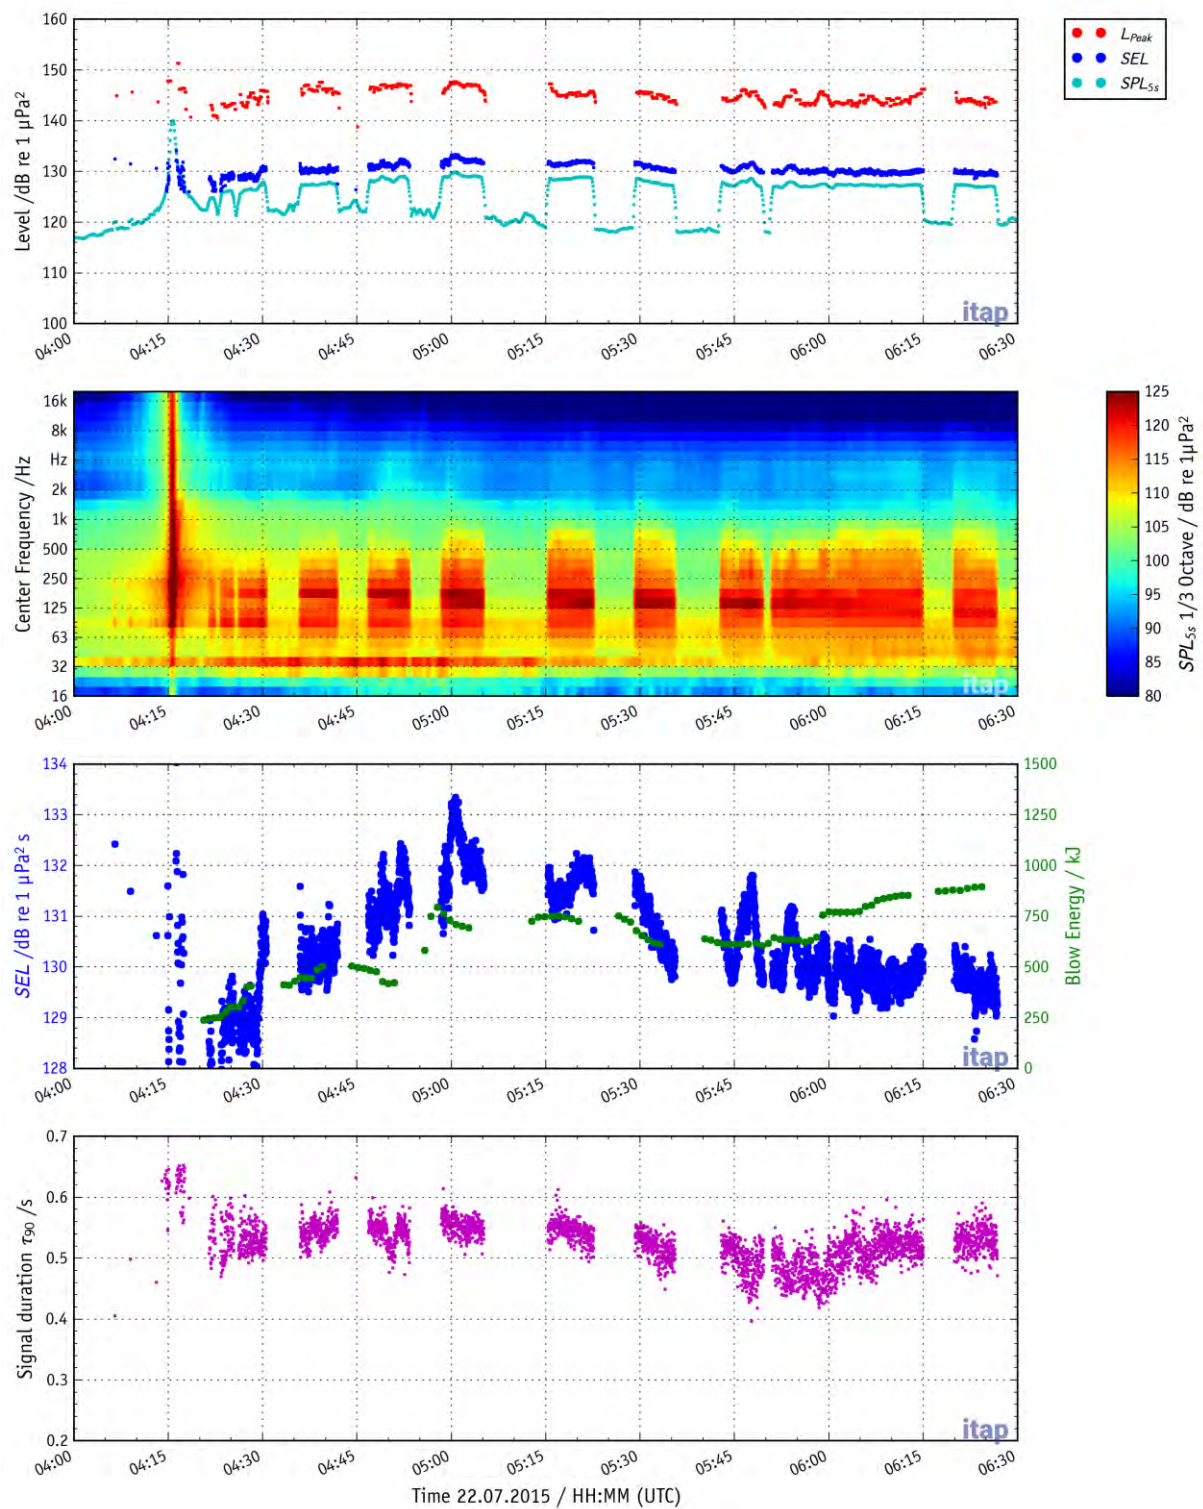 160
150
140
130
120
110
100
Level /dB re 1 µPa²
04:00 04:15 04:30 04:45 05:00 05:15 05:30 05:45 06:00 06:15 06:30
itap
L_Peak
SEL
SPL_5s
16k
8k
Hz
2k
1k
500
250
125
63
32
16
Center Frequency /Hz
04:00 04:15 04:30 04:45 05:00 05:15 05:30 05:45 06:00 06:15 06:30
itap
125
120
115
110
105
100
95
90
85
80
SPL_5s 1/3 Octave / dB re 1µPa²
134
133
132
131
130
129
128
SEL /dB re 1 µPa² s
1500
1250
1000
750
500
250
0
Blow Energy / kJ
04:00 04:15 04:30 04:45 05:00 05:15 05:30 05:45 06:00 06:15 06:30
itap
0.7
0.6
0.5
0.4
0.3
0.2
Signal duration τ90 /s
04:00 04:15 04:30 04:45 05:00 05:15 05:30 05:45 06:00 06:15 06:30
itap
Time 22.07.2015 / HH:MM (UTC)